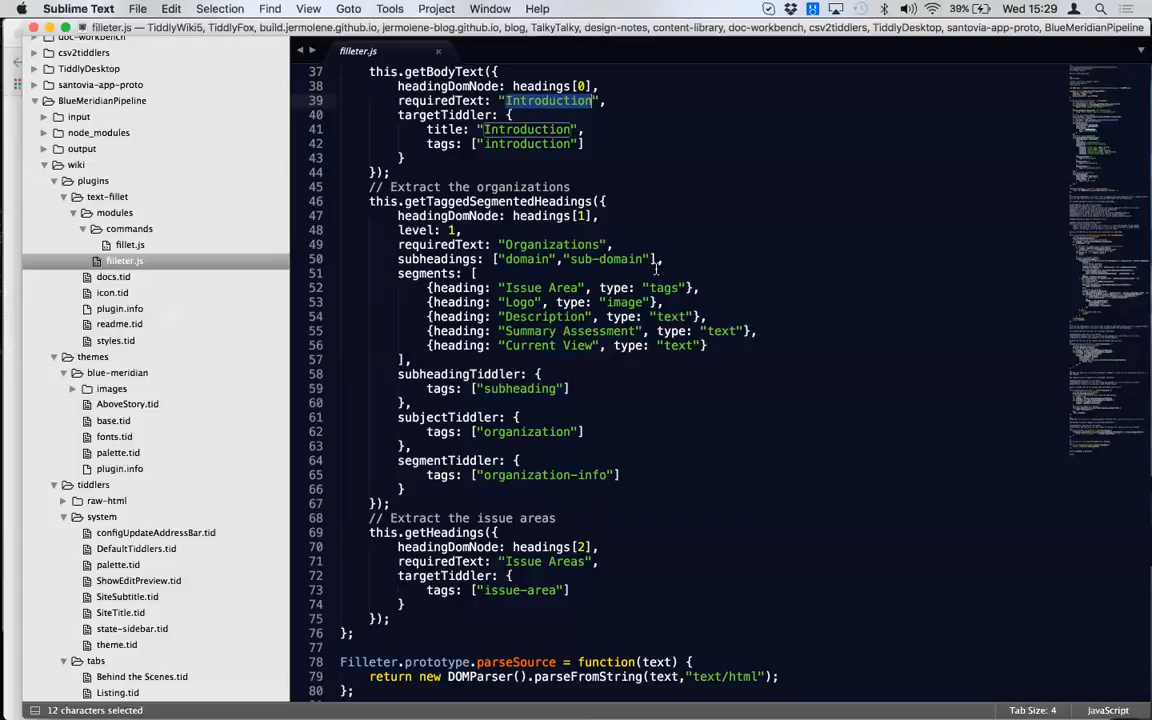 Sublime Text File Edit Selection Find View Goto Tools Project Window Help 39% Wed 15:29
filleter.js — TiddlyWiki5, TiddlyFox, build.jermolene.github.io, jermolene-blog.github.io, blog, TalkyTalky, design-notes, content-library, doc-workbench, csv2tiddlers, TiddlyDesktop, santovia-app-proto, BlueMeridianPipeline
doc-workbench
csv2tiddlers
TiddlyDesktop
santovia-app-proto
BlueMeridianPipeline
input
node_modules
output
wiki
plugins
text-fillet
modules
commands
fillet.js
filleter.js
docs.tid
icon.tid
plugin.info
readme.tid
styles.tid
themes
blue-meridian
images
AboveStory.tid
base.tid
fonts.tid
palette.tid
plugin.info
tiddlers
raw-html
system
configUpdateAddressBar.tid
DefaultTiddlers.tid
palette.tid
ShowEditPreview.tid
SiteSubtitle.tid
SiteTitle.tid
state-sidebar.tid
theme.tid
tabs
Behind the Scenes.tid
Listing.tid
filleter.js
37 this.getBodyText({
38 headingDomNode: headings[0],
39 requiredText: "Introduction",
40 targetTiddler: {
41 title: "Introduction",
42 tags: ["introduction"]
43 }
44 });
45 // Extract the organizations
46 this.getTaggedSegmentedHeadings({
47 headingDomNode: headings[1],
48 level: 1,
49 requiredText: "Organizations",
50 subheadings: ["domain","sub-domain"],
51 segments: [
52 {heading: "Issue Area", type: "tags"},
53 {heading: "Logo", type: "image"},
54 {heading: "Description", type: "text"},
55 {heading: "Summary Assessment", type: "text"},
56 {heading: "Current View", type: "text"}
57 ],
58 subheadingTiddler: {
59 tags: ["subheading"]
60 },
61 subjectTiddler: {
62 tags: ["organization"]
63 },
64 segmentTiddler: {
65 tags: ["organization-info"]
66 }
67 });
68 // Extract the issue areas
69 this.getHeadings({
70 headingDomNode: headings[2],
71 requiredText: "Issue Areas",
72 targetTiddler: {
73 tags: ["issue-area"]
74 }
75 });
76 };
77
78 Filleter.prototype.parseSource = function(text) {
79 return new DOMParser().parseFromString(text,"text/html");
80 };
12 characters selected Tab Size: 4 JavaScript